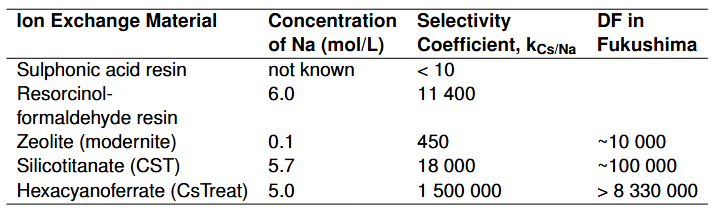 Ion Exchange Material Concentration Selectivity DF in
of Na (mol/L) Coefficient, kCs/Na Fukushima
Sulphonic acid resin not known < 10
Resorcinol- 6.0 11 400
formaldehyde resin
Zeolite (modernite) 0.1 450 ~10 000
Silicotitanate (CST) 5.7 18 000 ~100 000
Hexacyanoferrate (CsTreat) 5.0 1 500 000 > 8 330 000